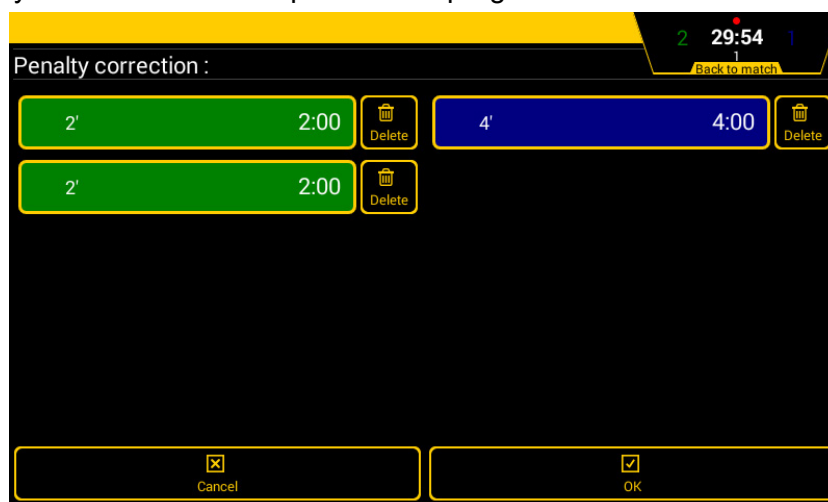 2 29:54 1
1
Back to match
Penalty correction :
2' 2:00 Delete 4' 4:00 Delete
2' 2:00 Delete
Cancel OK